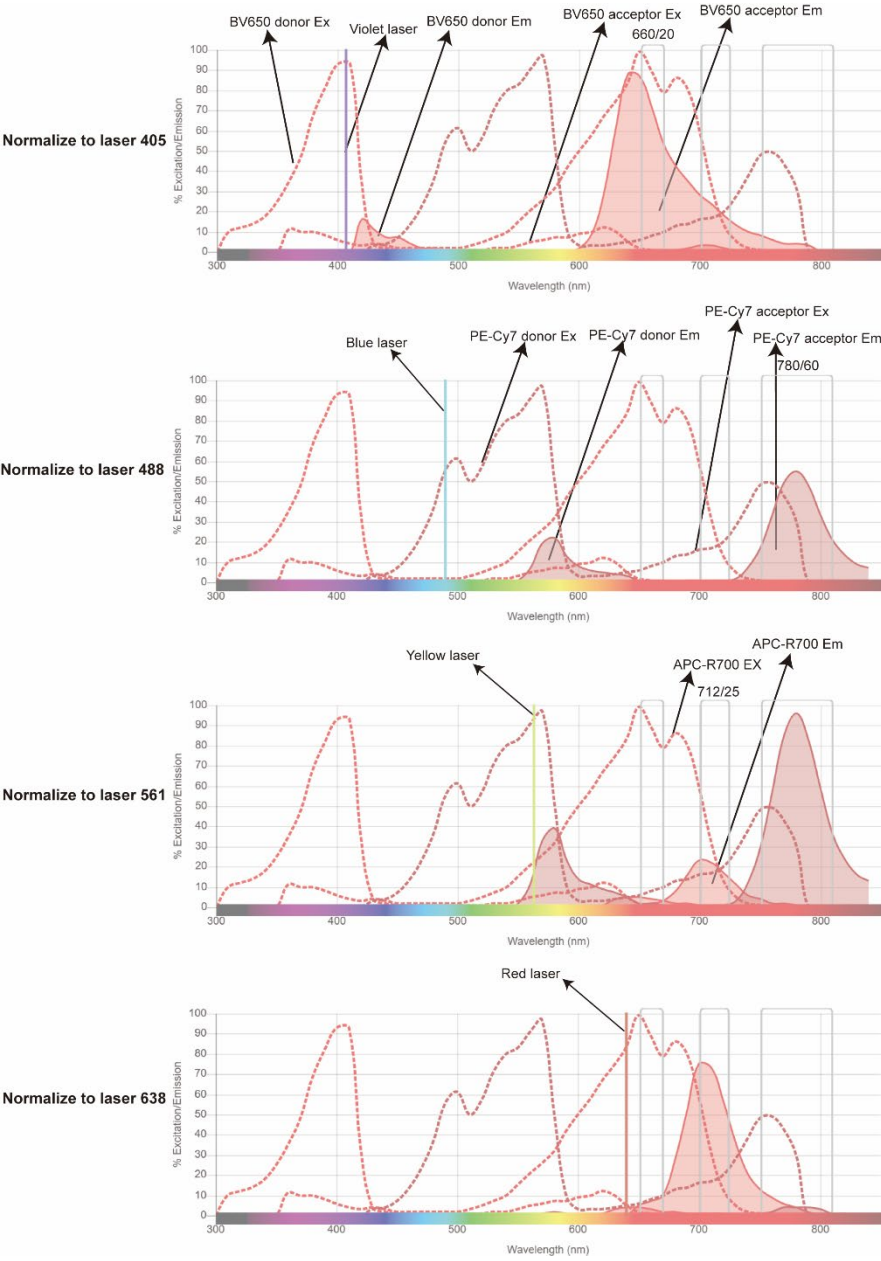 BV650 donor Ex
Violet laser
BV650 donor Em
BV650 acceptor Ex
BV650 acceptor Em
660/20
Normalize to laser 405
% Excitation/Emission
100
90
80
70
60
50
40
30
20
10
0
300 400 500 600 700 800
Wavelength (nm)
Blue laser
PE-Cy7 donor Ex
PE-Cy7 donor Em
PE-Cy7 acceptor Ex
PE-Cy7 acceptor Em
780/60
Normalize to laser 488
% Excitation/Emission
100
90
80
70
60
50
40
30
20
10
0
300 400 500 600 700 800
Wavelength (nm)
Yellow laser
APC-R700 EX
APC-R700 Em
712/25
Normalize to laser 561
% Excitation/Emission
100
90
80
70
60
50
40
30
20
10
0
300 400 500 600 700 800
Wavelength (nm)
Red laser
Normalize to laser 638
% Excitation/Emission
100
90
80
70
60
50
40
30
20
10
0
300 400 500 600 700 800
Wavelength (nm)